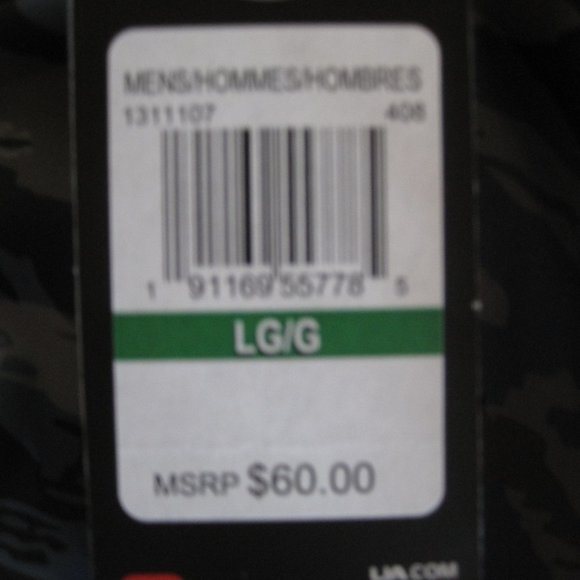 MENS/HOMMES/HOMBRES
1311107 408
1 91169 55778 5
LG/G
MSRP $60.00
UA.COM